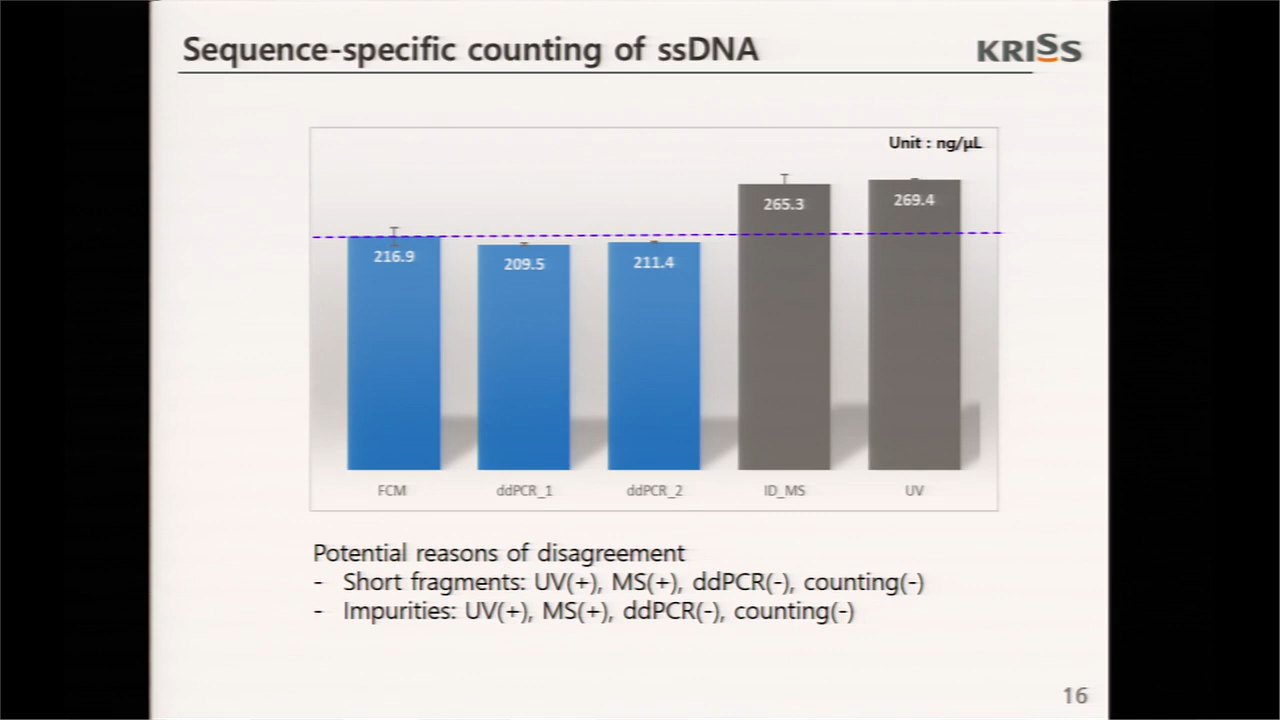 Sequence-specific counting of ssDNA
KRISS
Unit : ng/µL
216.9
209.5
211.4
265.3
269.4
FCM
ddPCR_1
ddPCR_2
ID_MS
UV
Potential reasons of disagreement
- Short fragments: UV(+), MS(+), ddPCR(-), counting(-)
- Impurities: UV(+), MS(+), ddPCR(-), counting(-)
16